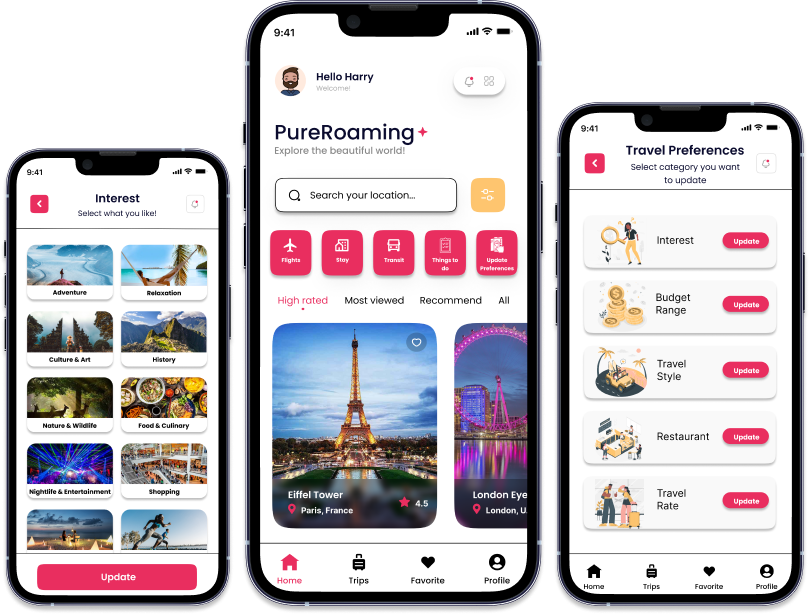 9:41
Interest
Select what you like!
Adventure
Relaxation
Culture & Art
History
Nature & Wildlife
Food & Culinary
Nightlife & Entertainment
Shopping
Update
9:41
Hello Harry
Welcome!
PureRoaming
Explore the beautiful world!
Search your location...
Flights
Stay
Transit
Things to
do
Update
Preferences
High rated
Most viewed
Recommend
All
Eiffel Tower
Paris, France
4.5
London Eye
London, U.
Home
Trips
Favorite
Profile
9:41
Travel Preferences
Select category you want
to update
Interest
Update
Budget
Range
Update
Travel
Style
Update
Restaurant
Update
Travel
Rate
Update
Home
Trips
Favorite
Profile